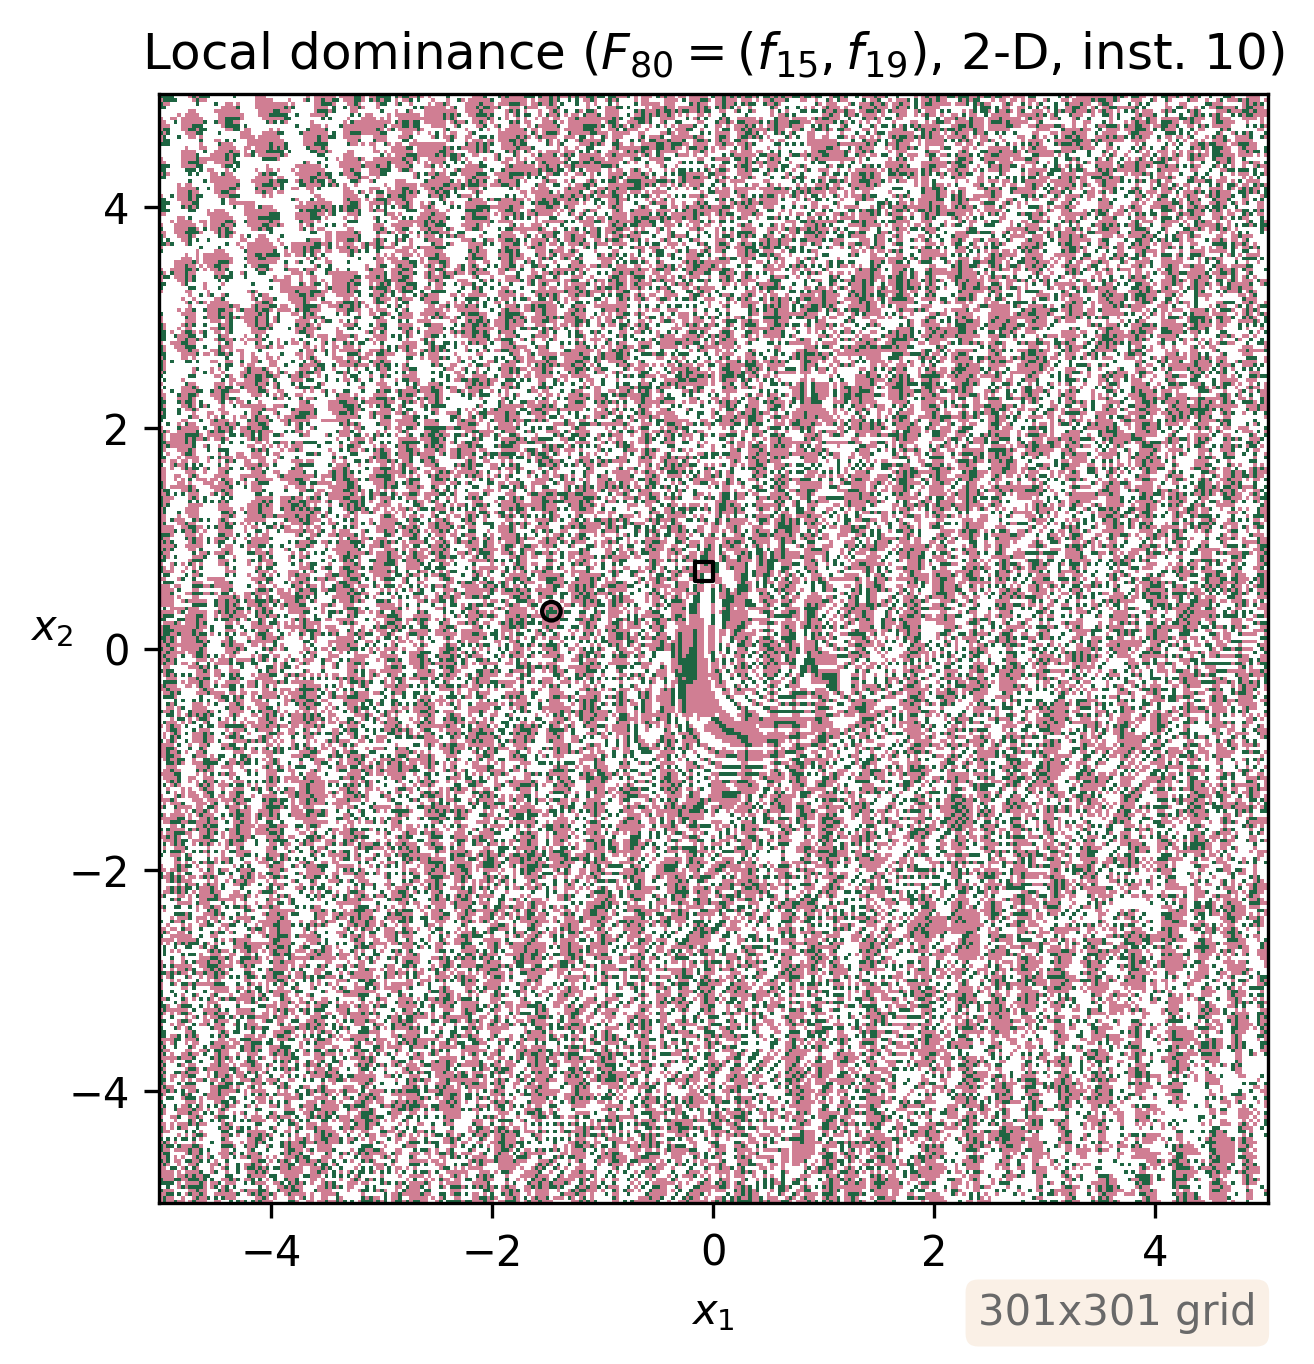 Local dominance (F₈₀ = (f₁₅, f₁₉), 2-D, inst. 10)
4
2
x₂
0
−2
−4
−4 −2 0 2 4
x₁
301x301 grid